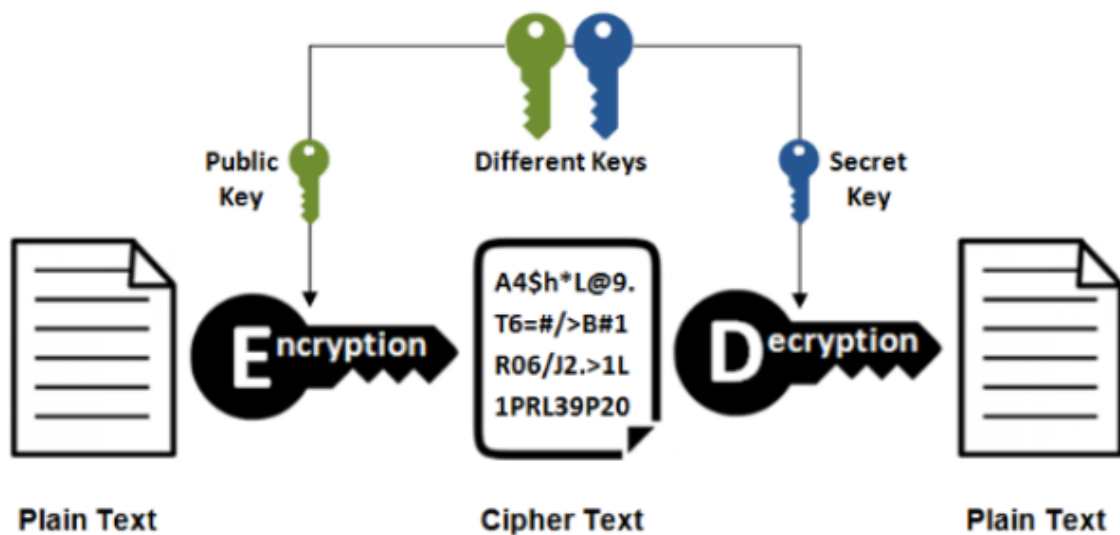 Public
Key
Different Keys
Secret
Key
Encryption
A4$h*L@9.
T6=#/>B#1
R06/J2.>1L
1PRL39P20
Decryption
Plain Text
Cipher Text
Plain Text